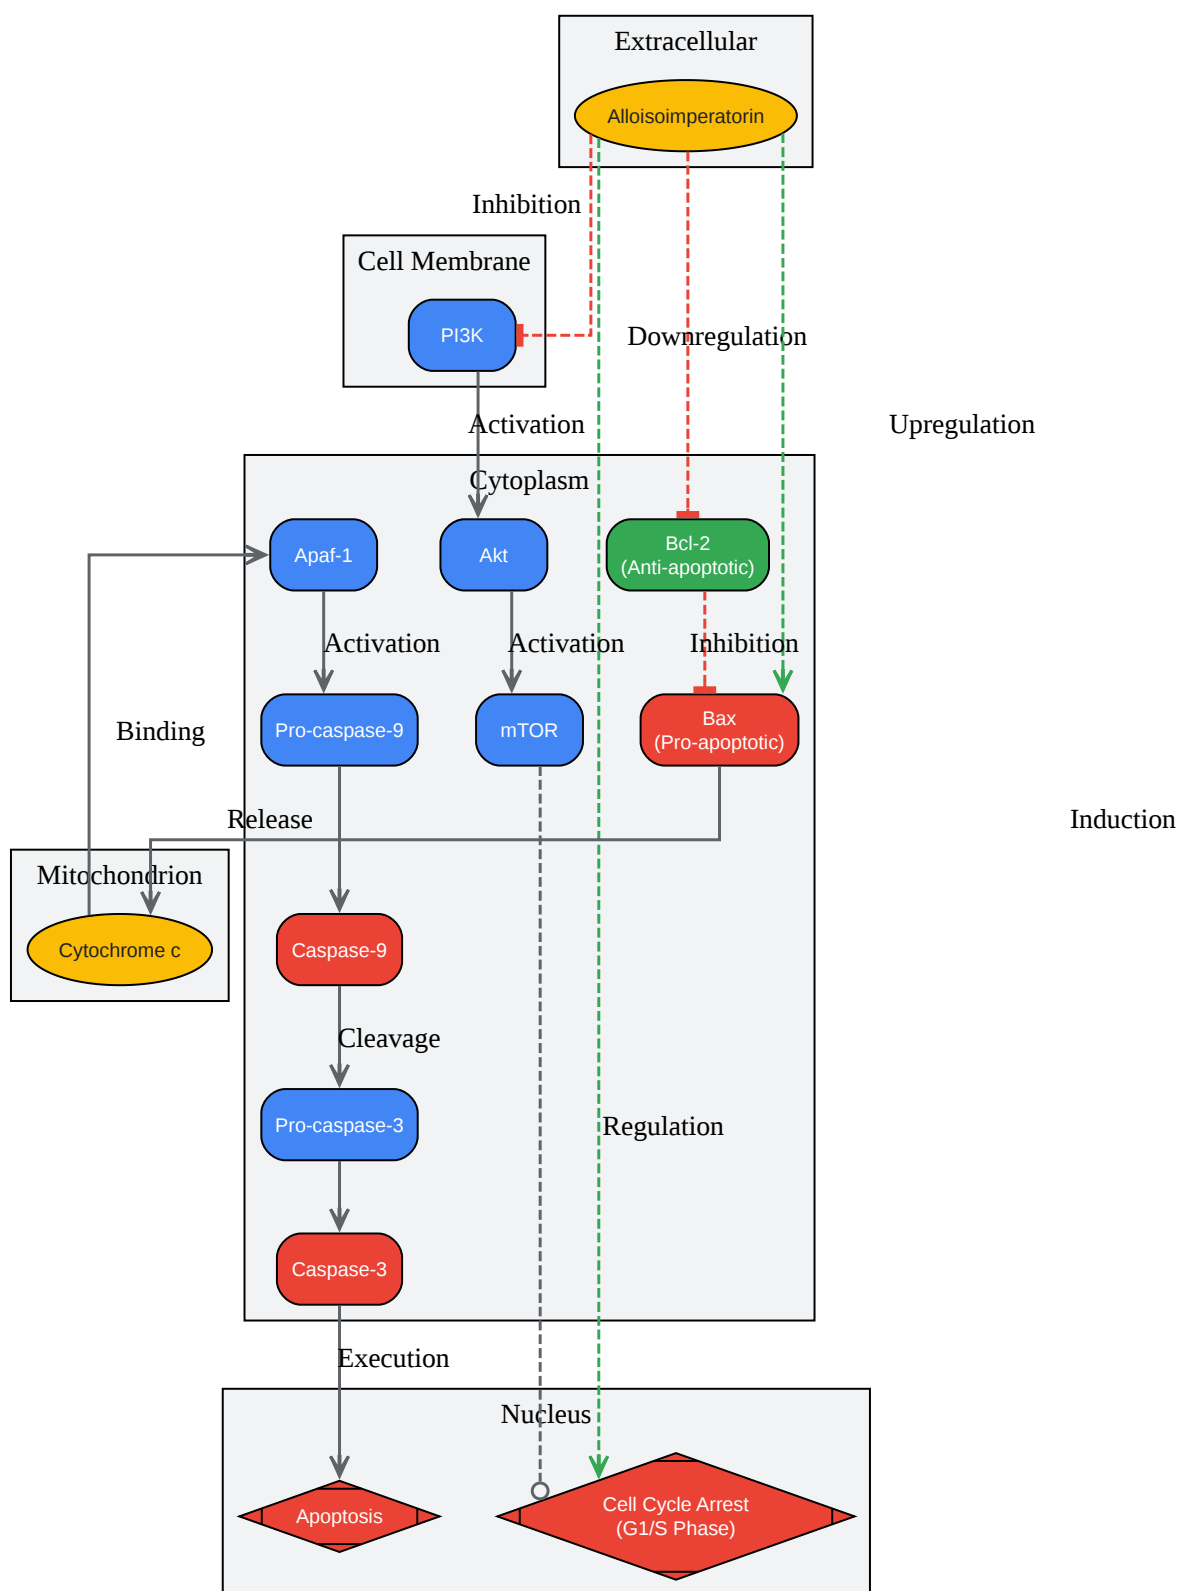 Extracellular
Alloisoimperatorin
Inhibition
Cell Membrane
PI3K
Downregulation
Activation
Upregulation
Cytoplasm
Apaf-1
Akt
Bcl-2
(Anti-apoptotic)
Activation
Activation
Inhibition
Pro-caspase-9
mTOR
Bax
(Pro-apoptotic)
Binding
Release
Induction
Mitochondrion
Cytochrome c
Caspase-9
Cleavage
Pro-caspase-3
Regulation
Caspase-3
Execution
Nucleus
Apoptosis
Cell Cycle Arrest
(G1/S Phase)